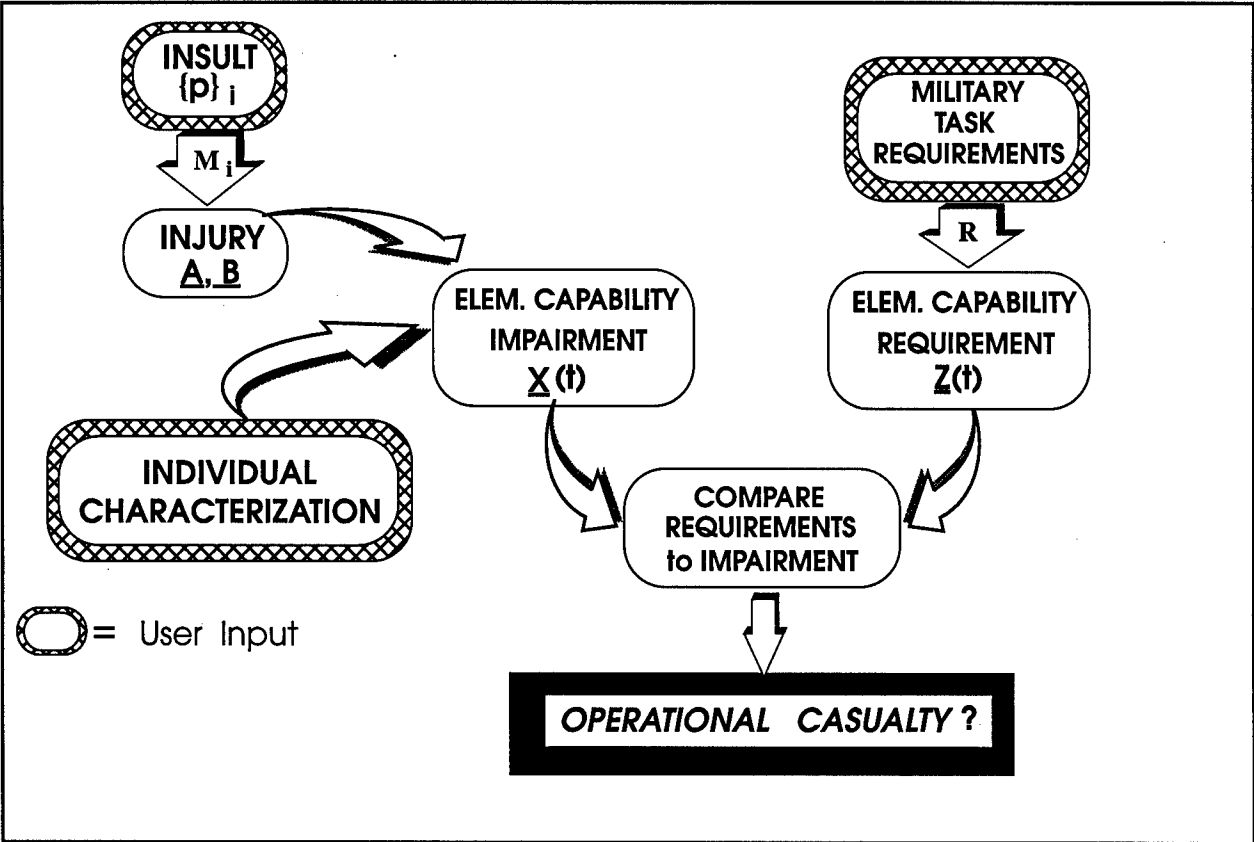 INSULT
{p} i
M i
INJURY
A, B
INDIVIDUAL
CHARACTERIZATION
ELEM. CAPABILITY
IMPAIRMENT
X (t)
MILITARY
TASK
REQUIREMENTS
R
ELEM. CAPABILITY
REQUIREMENT
Z(t)
COMPARE
REQUIREMENTS
to IMPAIRMENT
OPERATIONAL CASUALTY ?
= User Input